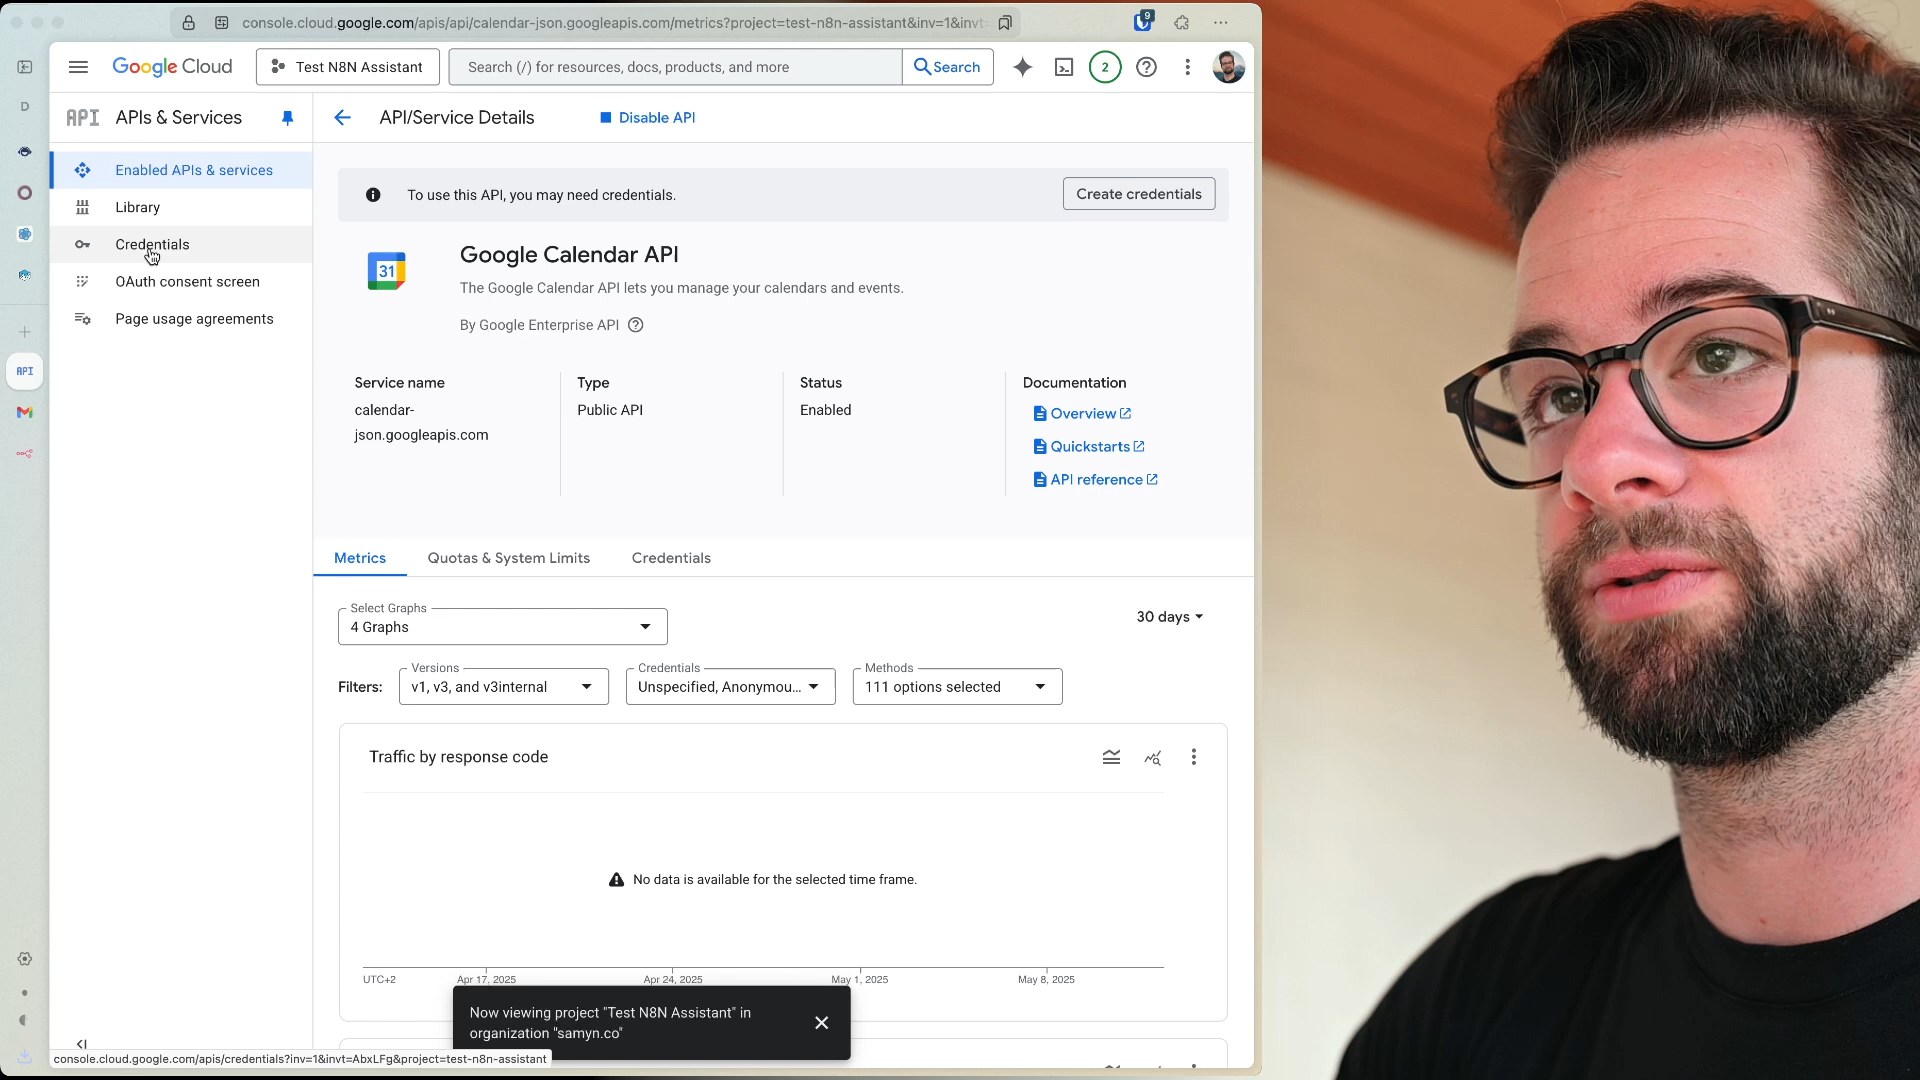 console.cloud.google.com/apis/api/calendar-json.googleapis.com/metrics?project=test-n8n-assistant&inv=1&invt=
9
Google Cloud
Test N8N Assistant
Search (/) for resources, docs, products, and more
Search
2
D
API
APIs & Services
API/Service Details
Disable API
Enabled APIs & services
Library
Credentials
OAuth consent screen
Page usage agreements
API
To use this API, you may need credentials.
Create credentials
31
Google Calendar API
The Google Calendar API lets you manage your calendars and events.
By Google Enterprise API
Service name
calendar-
json.googleapis.com
Type
Public API
Status
Enabled
Documentation
Overview
Quickstarts
API reference
Metrics
Quotas & System Limits
Credentials
Select Graphs
4 Graphs
30 days
Filters:
Versions
v1, v3, and v3internal
Credentials
Unspecified, Anonymou...
Methods
111 options selected
Traffic by response code
No data is available for the selected time frame.
UTC+2
Apr 17, 2025
Apr 24, 2025
May 1, 2025
May 8, 2025
Now viewing project "Test N8N Assistant" in
organization "samyn.co"
console.cloud.google.com/apis/credentials?inv=1&invt=AbxLFg&project=test-n8n-assistant